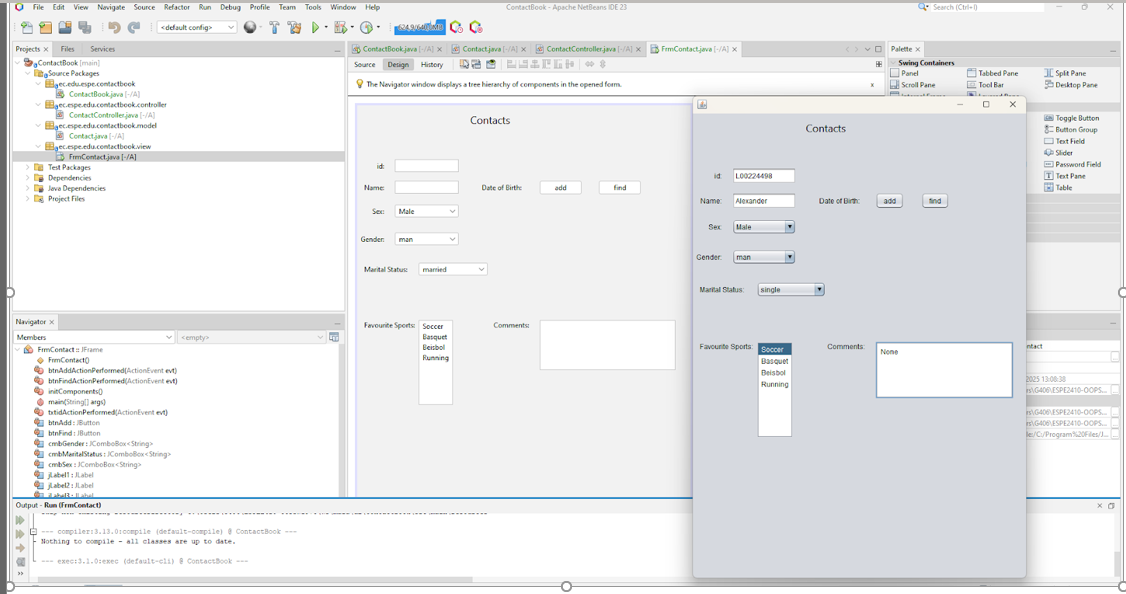 File Edit View Navigate Source Refactor Run Debug Profile Team Tools Window Help
ContactBook - Apache NetBeans IDE 23
Search (Ctrl+I)
<default config>
Projects Files Services
ContactBook [main]
Source Packages
ec.edu.espe.contactbook
ContactBook.java [-/A]
ec.espe.edu.contactbook.controller
ContactController.java [-/A]
ec.espe.edu.contactbook.model
Contact.java [-/A]
ec.espe.edu.contactbook.view
FrmContact.java [-/A]
Test Packages
Dependencies
Java Dependencies
Project Files
ContactBook.java [-/A] Contact.java [-/A] ContactController.java [-/A] FrmContact.java [-/A]
Source Design History
The Navigator window displays a tree hierarchy of components in the opened form.
Contacts
id:
Name: Date of Birth: add find
Sex: Male
Gender: man
Marital Status: married
Favourite Sports: Soccer Comments:
Basquet
Beisbol
Running
Palette
Swing Containers
Panel Tabbed Pane Split Pane
Scroll Pane Tool Bar Desktop Pane
Toggle Button
Button Group
Text Field
Slider
Password Field
Text Pane
Table
Contacts
id: L00224498
Name: Alexander Date of Birth: add find
Sex: Male
Gender: man
Marital Status: single
Favourite Sports: Soccer Comments: None
Basquet
Beisbol
Running
Navigator
Members <empty>
FrmContact :: JFrame
FrmContact()
btnAddActionPerformed(ActionEvent evt)
btnFindActionPerformed(ActionEvent evt)
initComponents()
main(String[] args)
txtidActionPerformed(ActionEvent evt)
btnAdd : JButton
btnFind : JButton
cmbGender : JComboBox<String>
cmbMaritalStatus : JComboBox<String>
cmbSex : JComboBox<String>
jLabel1 : JLabel
jLabel2 : JLabel
jLabel3 : JLabel
ntact
2025 13:08:38
Output - Run (FrmContact)
--- compiler:3.13.0:compile (default-compile) @ ContactBook ---
Nothing to compile - all classes are up to date.
--- exec:3.1.0:exec (default-cli) @ ContactBook ---